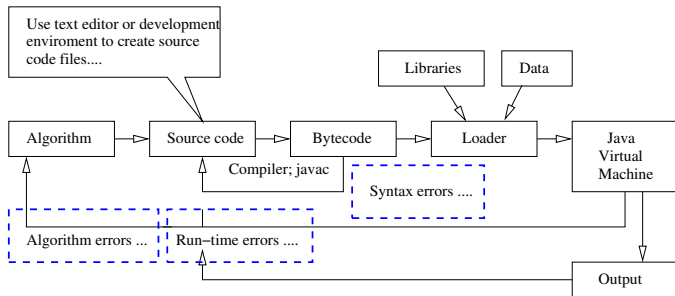 Use text editor or development
enviroment to create source
code files....
Libraries
Data
Algorithm
Source code
Bytecode
Loader
Java
Virtual
Machine
Compiler; javac
Syntax errors ....
Algorithm errors ...
Run−time errors ....
Output